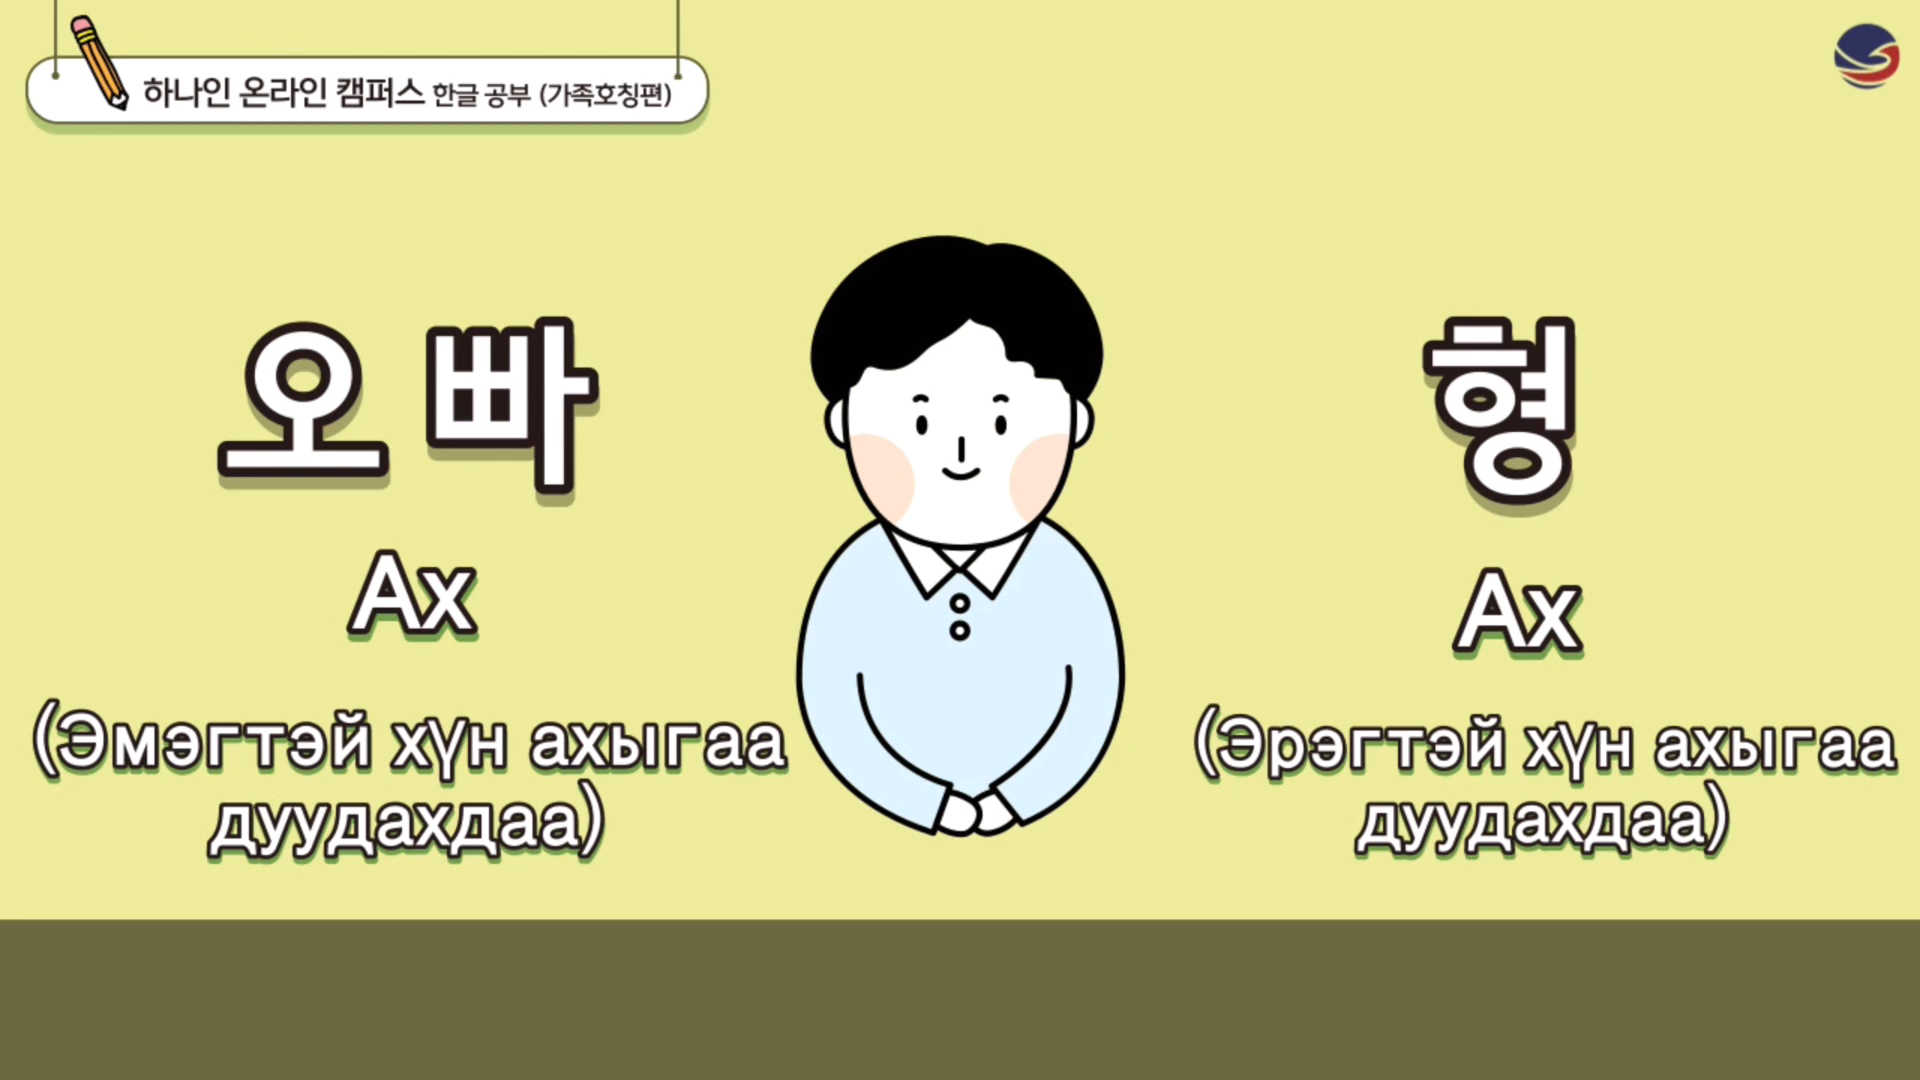 하나인 온라인 캠퍼스 한글 공부 (가족호칭편)
오빠
Ах
(Эмэгтэй хүн ахыгаа
дуудахдаа)
형
Ах
(Эрэгтэй хүн ахыгаа
дуудахдаа)